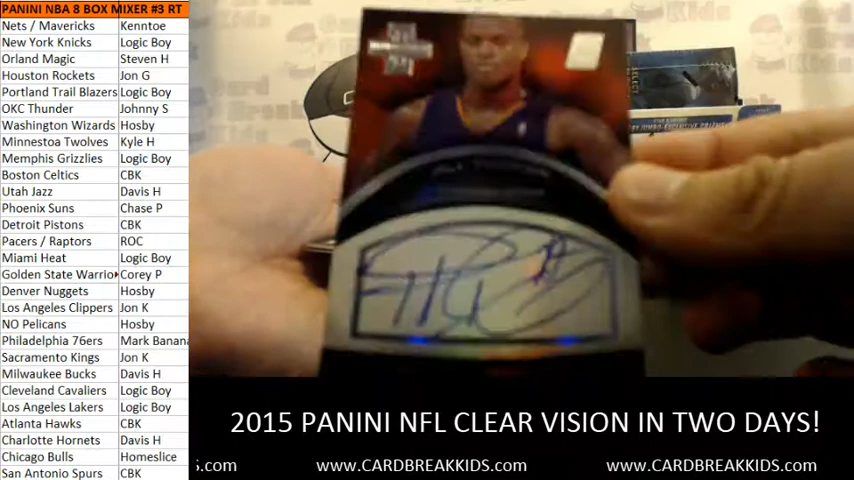 PANINI NBA 8 BOX MIXER #3 RT
Nets / Mavericks Kenntoe
New York Knicks Logic Boy
Orland Magic Steven H
Houston Rockets Jon G
Portland Trail Blazers Logic Boy
OKC Thunder Johnny S
Washington Wizards Hosby
Minnestoa Twolves Kyle H
Memphis Grizzlies Logic Boy
Boston Celtics CBK
Utah Jazz Davis H
Phoenix Suns Chase P
Detroit Pistons CBK
Pacers / Raptors ROC
Miami Heat Logic Boy
Golden State Warrio Corey P
Denver Nuggets Hosby
Los Angeles Clippers Jon K
NO Pelicans Hosby
Philadelphia 76ers Mark Banana
Sacramento Kings Jon K
Milwaukee Bucks Davis H
Cleveland Cavaliers Logic Boy
Los Angeles Lakers Logic Boy
Atlanta Hawks CBK
Charlotte Hornets Davis H
Chicago Bulls Homeslice
San Antonio Spurs CBK
SELECT
2015 PANINI NFL CLEAR VISION IN TWO DAYS!
s.com www.CARDBREAKKIDS.com www.CARDBREAKKIDS.com